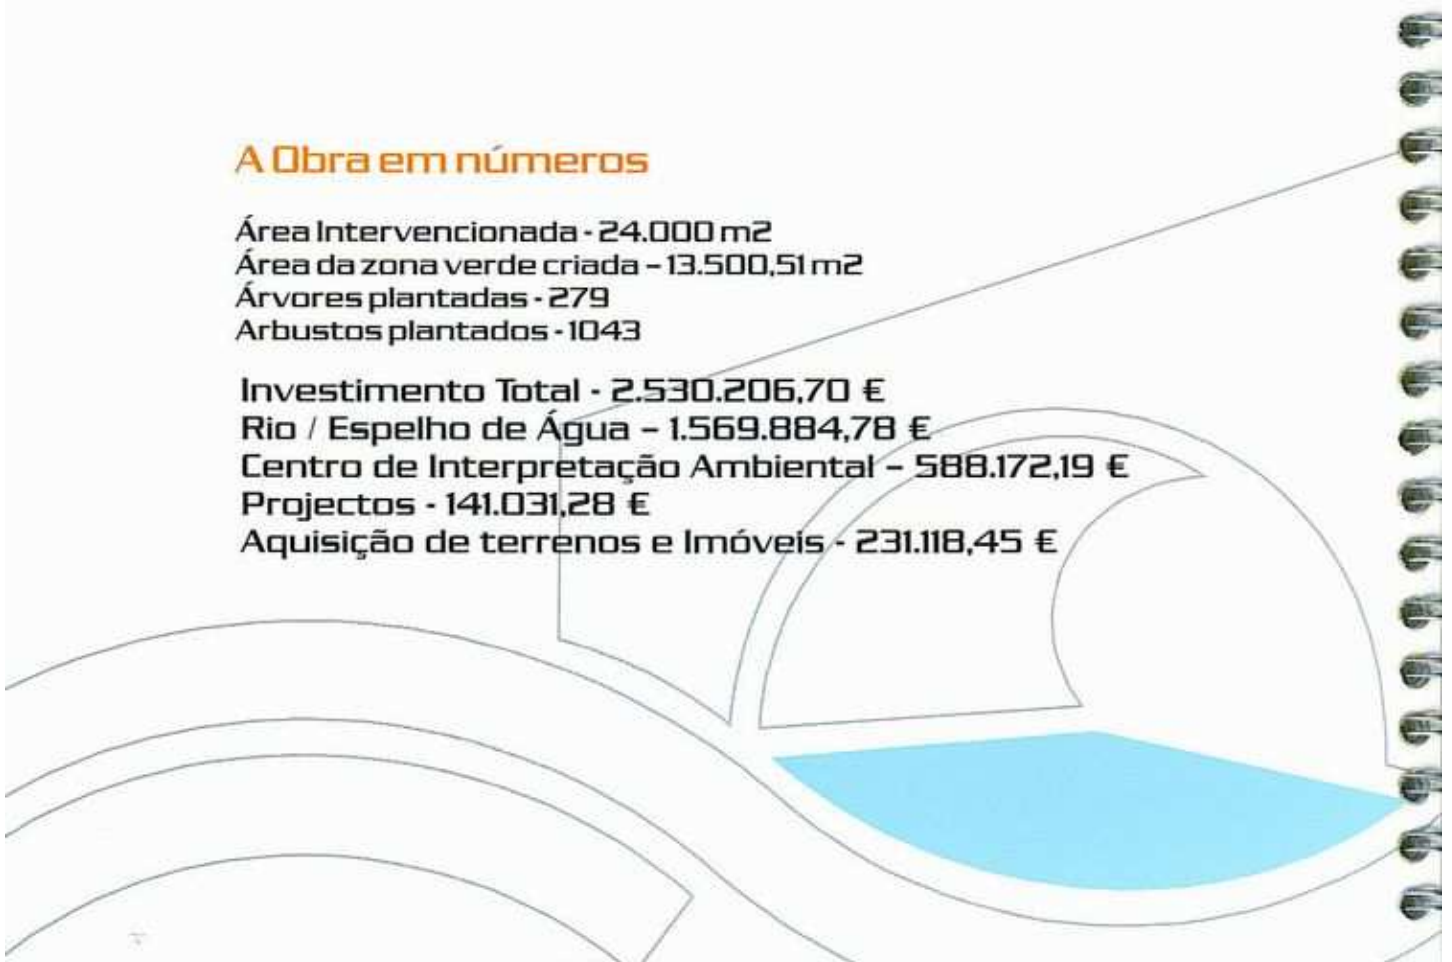 A Obra em números
Área Intervencionada - 24.000 m2
Área da zona verde criada – 13.500,51 m2
Árvores plantadas - 279
Arbustos plantados - 1043
Investimento Total - 2.530.206,70 €
Rio / Espelho de Água – 1.569.884,78 €
Centro de Interpretação Ambiental – 588.172,19 €
Projectos - 141.031,28 €
Aquisição de terrenos e Imóveis - 231.118,45 €